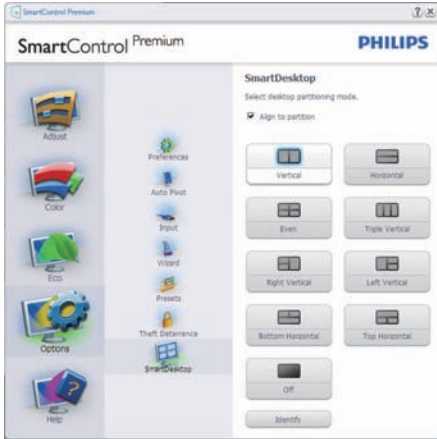 SmartControl Premium
SmartControl Premium
PHILIPS
Adjust
Color
Eco
Options
Help
Preferences
Auto Pivot
Input
Wizard
Presets
Theft Deterrence
SmartDesktop
SmartDesktop
Select desktop partitioning mode.
Align to partition
Vertical
Horizontal
Even
Triple Vertical
Right Vertical
Left Vertical
Bottom Horizontal
Top Horizontal
Off
Identify